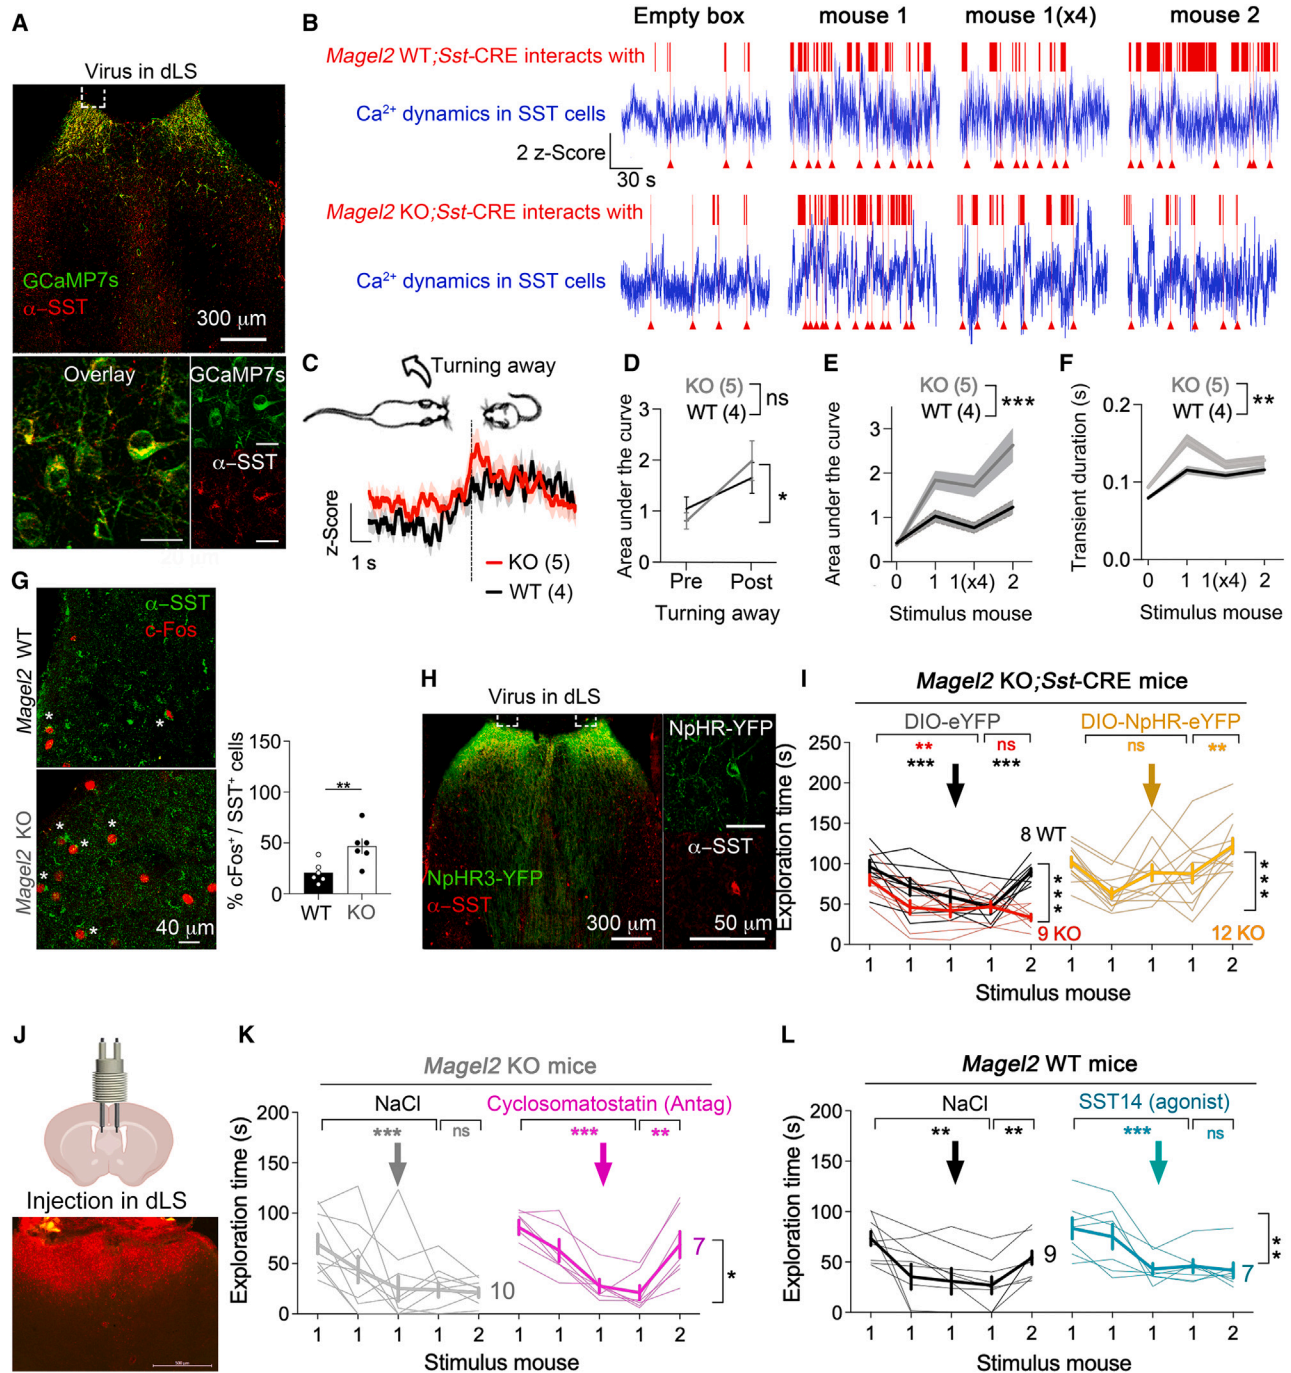 A
Virus in dLS
GCaMP7s
α–SST
300 µm
Overlay
GCaMP7s
α–SST
B
Empty box
mouse 1
mouse 1(x4)
mouse 2
Magel2 WT;Sst-CRE interacts with
Ca2+ dynamics in SST cells
2 z-Score
30 s
Magel2 KO;Sst-CRE interacts with
Ca2+ dynamics in SST cells
C
Turning away
z-Score
1 s
KO (5)
WT (4)
D
KO (5)
WT (4)
ns
Area under the curve
3
2
1
0
*
Pre
Post
Turning away
E
KO (5)
WT (4)
***
Area under the curve
3
2
1
0
0 1 1(x4) 2
Stimulus mouse
F
KO (5)
WT (4)
**
Transient duration (s)
0.2
0.1
0.0
0 1 1(x4) 2
Stimulus mouse
G
Magel2 WT
α–SST
c-Fos
* *
Magel2 KO
* * * * *
40 µm
% cFos+ / SST+ cells
150
100
50
0
**
WT KO
H
Virus in dLS
NpHR3-YFP
α–SST
300 µm
NpHR-YFP
α–SST
50 µm
I
Magel2 KO;Sst-CRE mice
DIO-eYFP
DIO-NpHR-eYFP
** ns
*** ***
ns **
Exploration time (s)
250
200
150
100
50
0
8 WT
9 KO
***
12 KO
***
1 1 1 1 2 1 1 1 1 2
Stimulus mouse
J
Injection in dLS
500 µm
K
Magel2 KO mice
NaCl
Cyclosomatostatin (Antag)
*** ns
*** **
Exploration time (s)
200
150
100
50
0
10
7
*
1 1 1 1 2 1 1 1 1 2
Stimulus mouse
L
Magel2 WT mice
NaCl
SST14 (agonist)
** **
*** ns
Exploration time (s)
200
150
100
50
0
9
7
**
1 1 1 1 2 1 1 1 1 2
Stimulus mouse